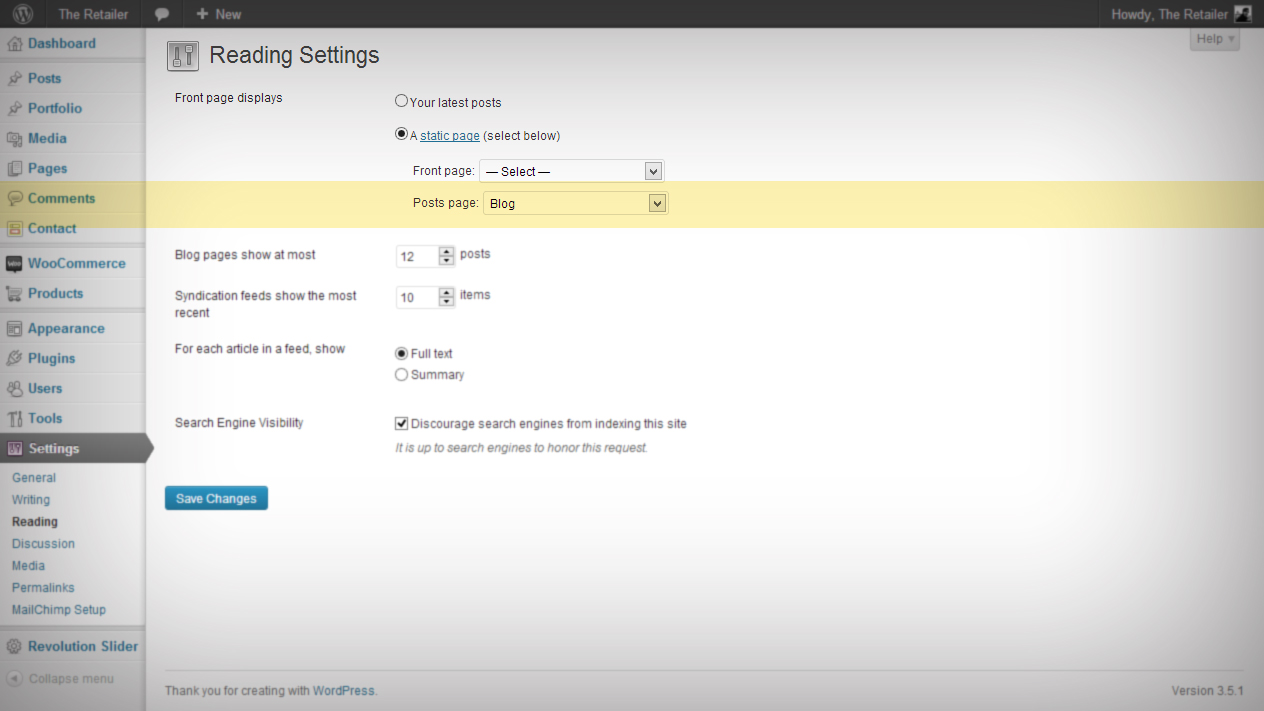 The Retailer
+ New
Howdy, The Retailer
Help
Dashboard
Posts
Portfolio
Media
Pages
Comments
Contact
WooCommerce
Products
Appearance
Plugins
Users
Tools
Settings
General
Writing
Reading
Discussion
Media
Permalinks
MailChimp Setup
Revolution Slider
Collapse menu
Reading Settings
Front page displays
Your latest posts
A static page (select below)
Front page: — Select —
Posts page: Blog
Blog pages show at most 12 posts
Syndication feeds show the most
recent
10 items
For each article in a feed, show
Full text
Summary
Search Engine Visibility
Discourage search engines from indexing this site
It is up to search engines to honor this request.
Save Changes
Thank you for creating with WordPress.
Version 3.5.1